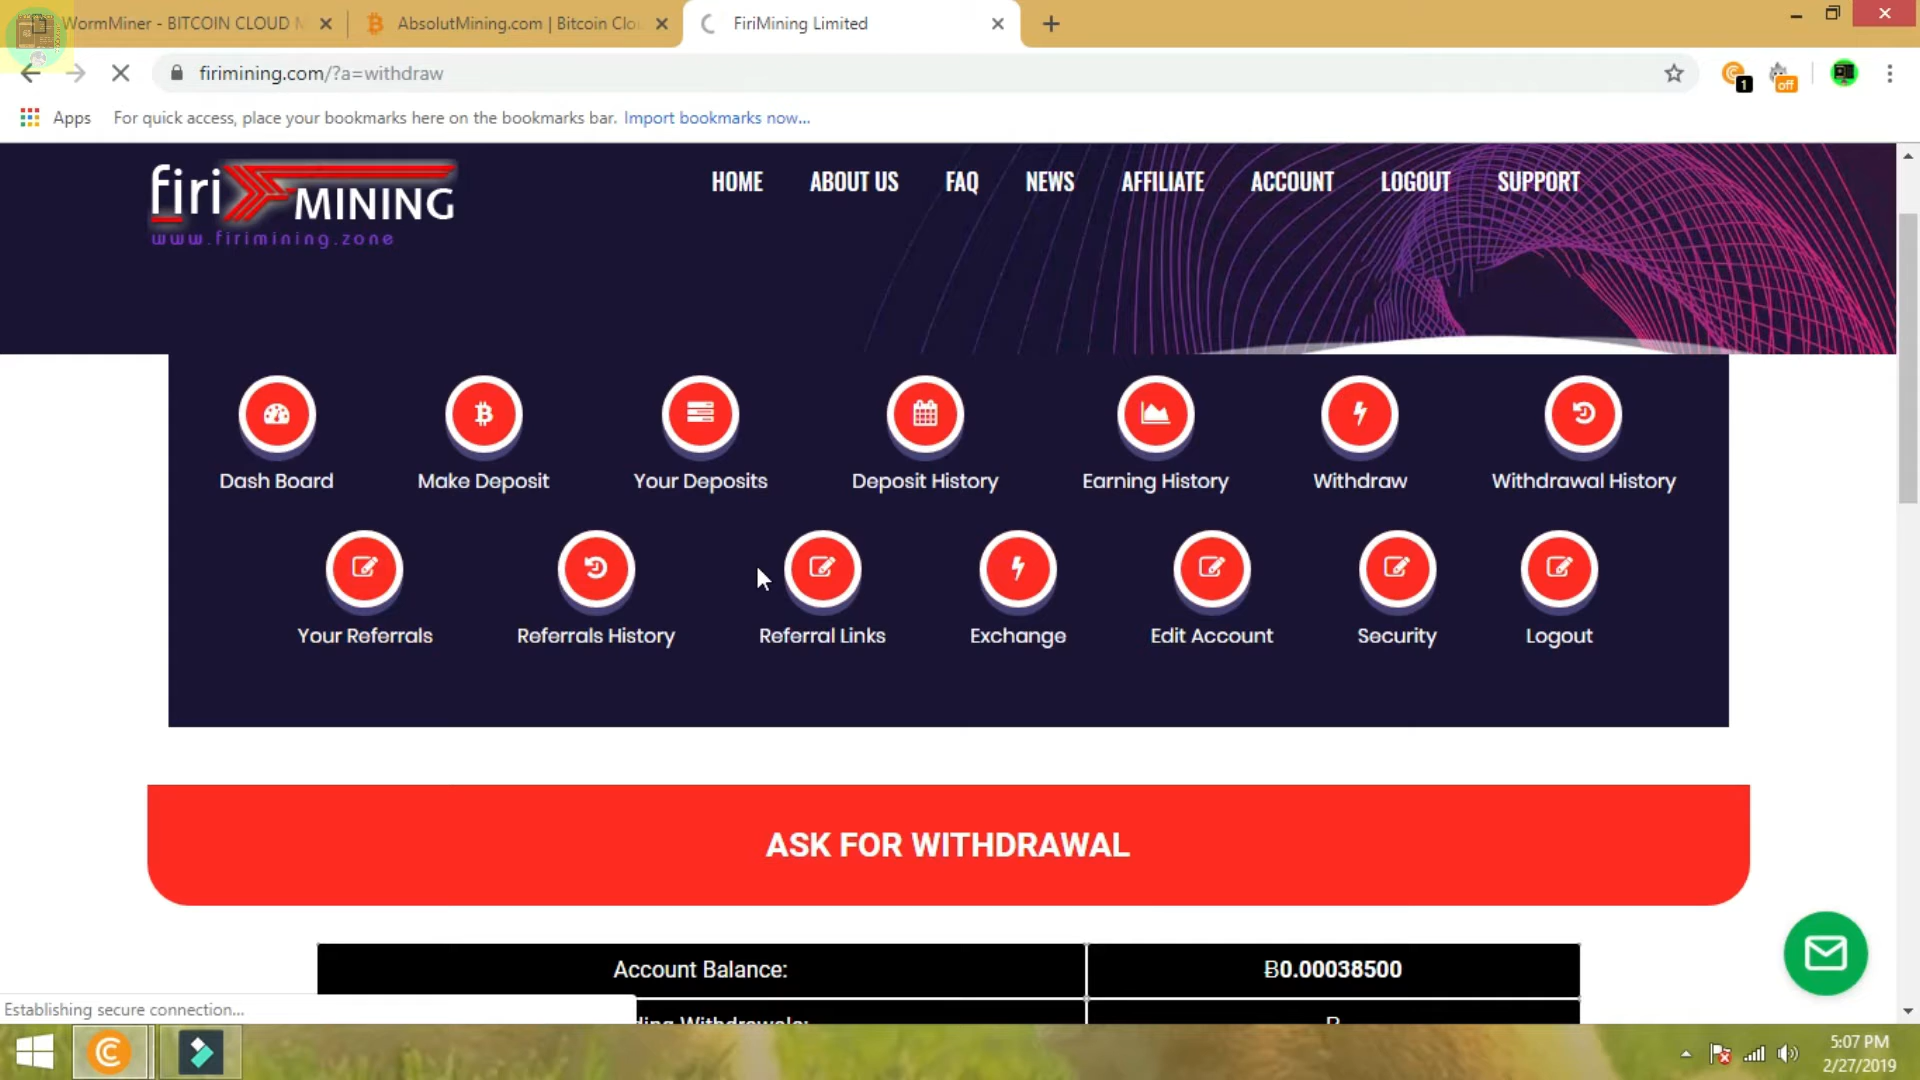 WormMiner - BITCOIN CLOUD M
AbsolutMining.com | Bitcoin Clo
FiriMining Limited
firimining.com/?a=withdraw
1
off
Apps
For quick access, place your bookmarks here on the bookmarks bar. Import bookmarks now...
firi MINING
www.firimining.zone
HOME ABOUT US FAQ NEWS AFFILIATE ACCOUNT LOGOUT SUPPORT
Dash Board Make Deposit Your Deposits Deposit History Earning History Withdraw Withdrawal History
Your Referrals Referrals History Referral Links Exchange Edit Account Security Logout
ASK FOR WITHDRAWAL
Account Balance: Ƀ0.00038500
Establishing secure connection...
5:07 PM
2/27/2019